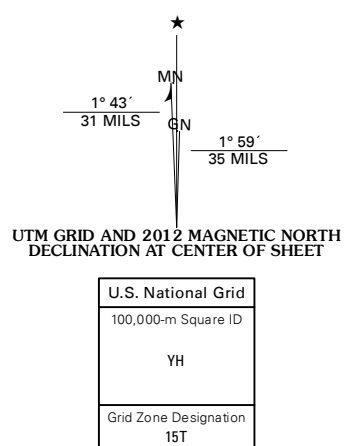 ★
MN
1° 43´
31 MILS
GN
1° 59´
35 MILS
UTM GRID AND 2012 MAGNETIC NORTH
DECLINATION AT CENTER OF SHEET
U.S. National Grid
100,000-m Square ID
YH
Grid Zone Designation
15T